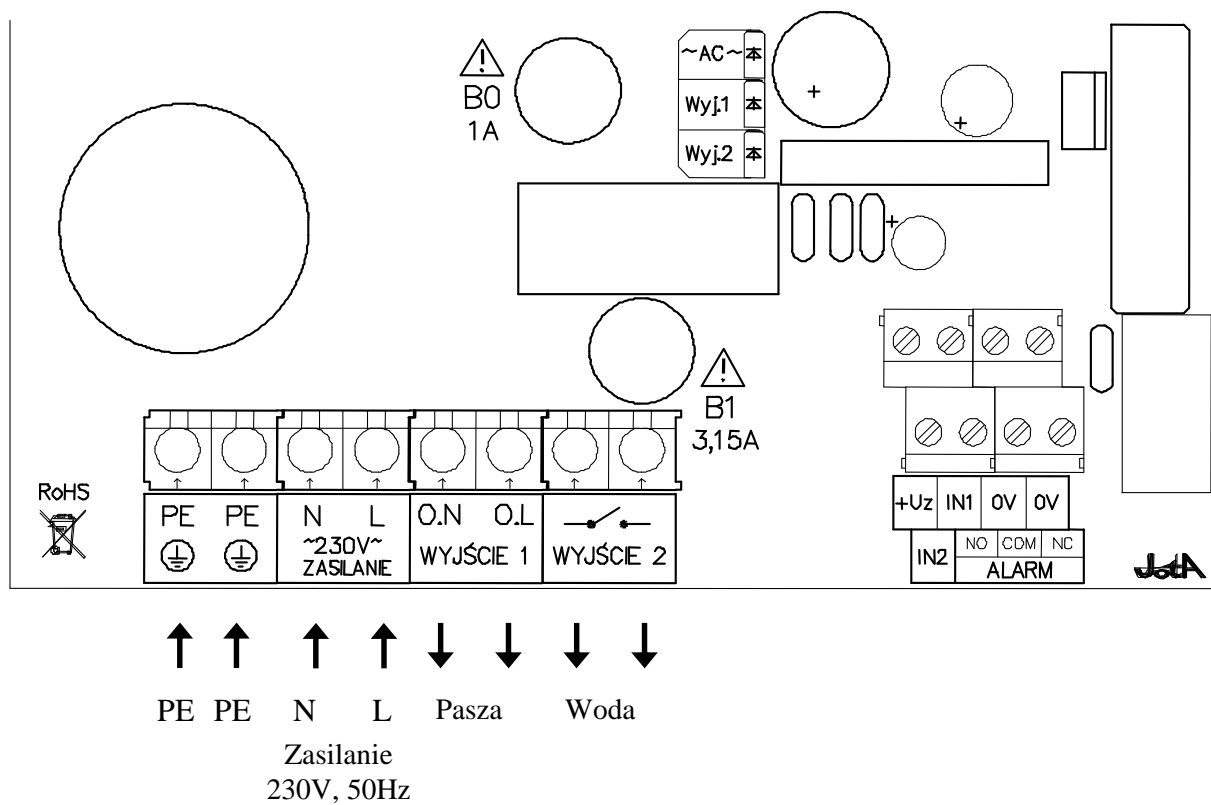 ~AC~
B0
1A
Wyj.1
Wyj.2
B1
3,15A
RoHS
PE PE N L O.N O.L
~230V~
ZASILANIE
WYJŚCIE 1
WYJŚCIE 2
+Uz IN1 0V 0V
IN2 NO COM NC
ALARM
JotA
PE PE N L Pasza Woda
Zasilanie
230V, 50Hz